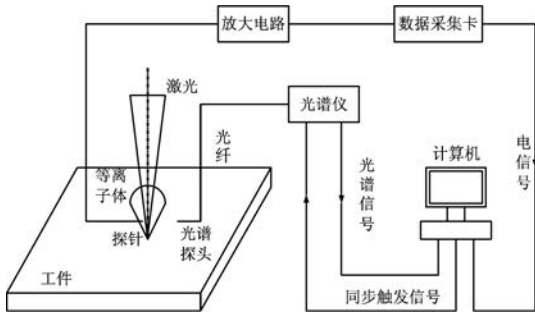 放大电路
数据采集卡
激光
光谱仪
光
纤
计算机
电
信
号
等离
子体
光
谱
信
号
探针
光谱
探头
工件
同步触发信号